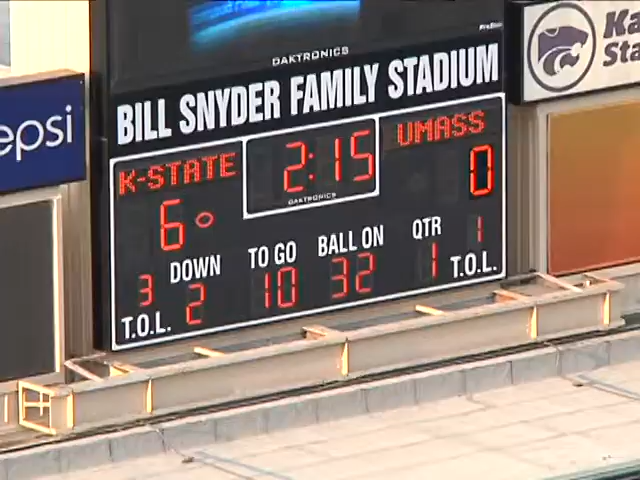 DAKTRONICS
BILL SNYDER FAMILY STADIUM
epsi
Ka
Sta
K-STATE 2:15 UMASS
DAKTRONICS
6 0
DOWN TO GO BALL ON QTR
3 2 10 32 1 1
T.O.L. T.O.L.